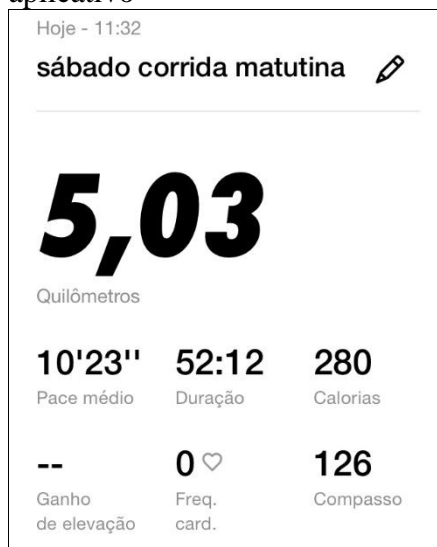 aplicativo
Hoje - 11:32
sábado corrida matutina
5,03
Quilômetros
10'23'' 52:12 280
Pace médio Duração Calorias
-- 0 126
Ganho de elevação Freq. card. Compasso